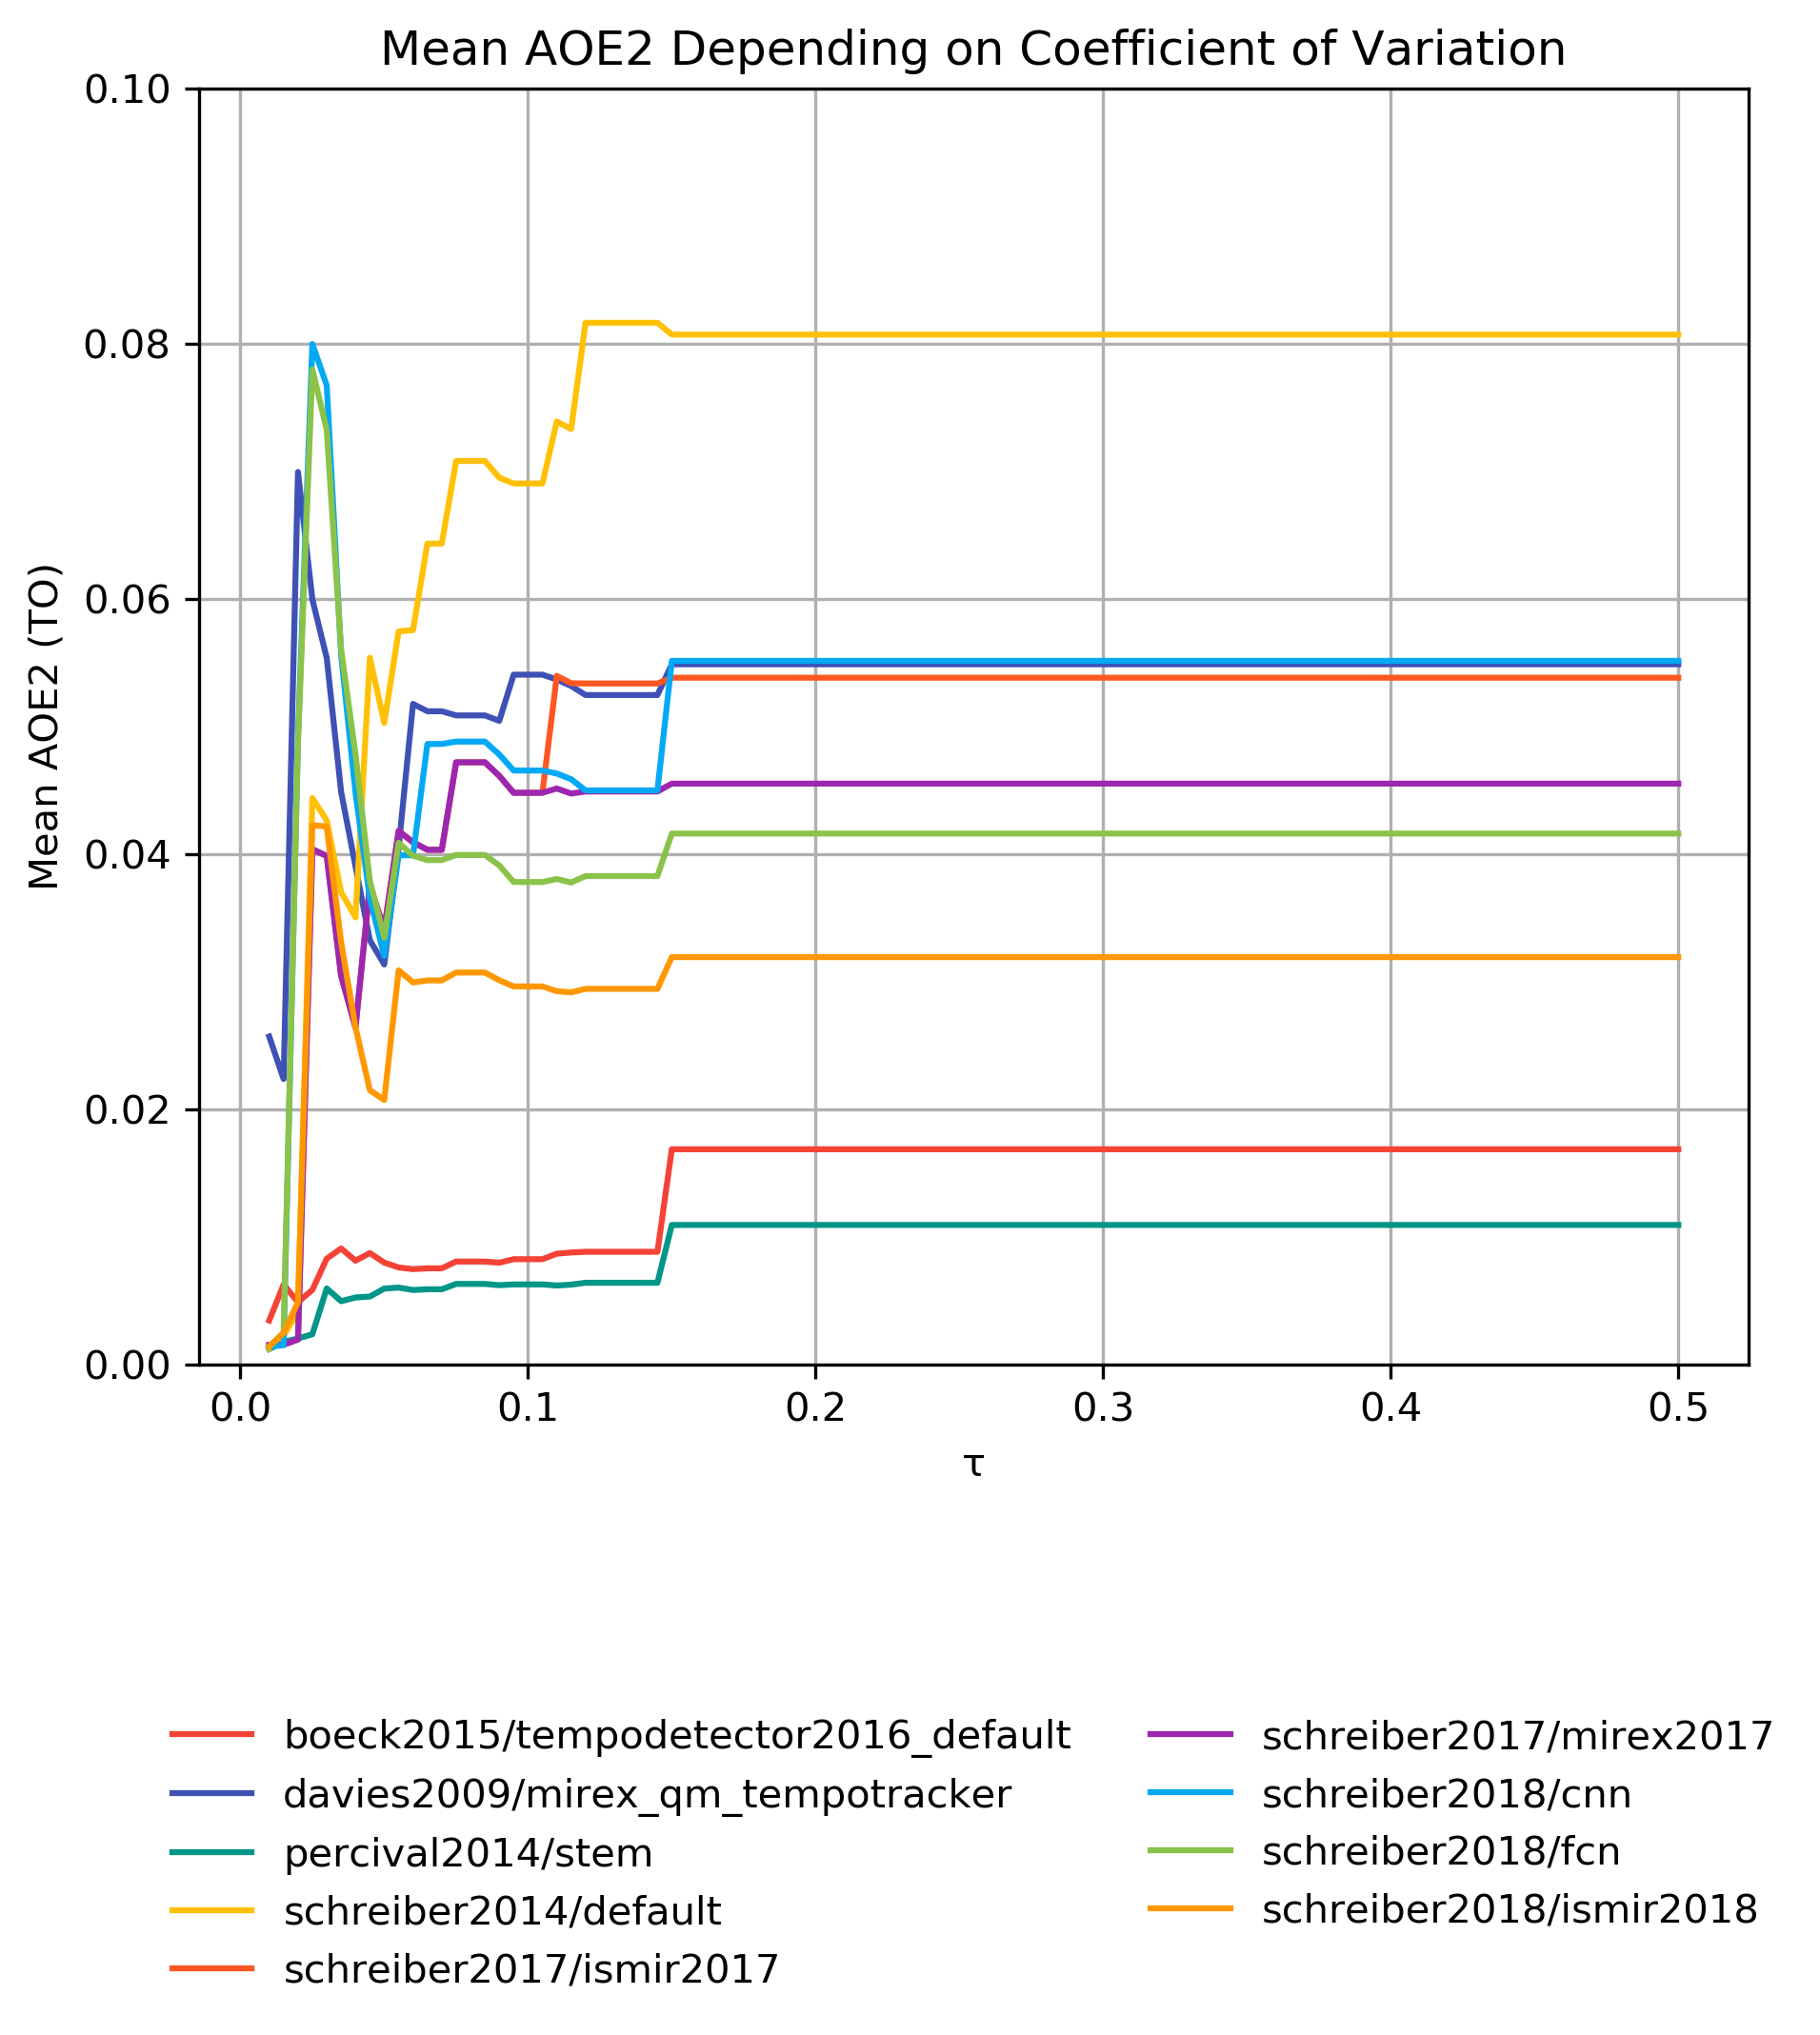 Mean AOE2 Depending on Coefficient of Variation
0.10
0.08
0.06
0.04
0.02
0.00
Mean AOE2 (TO)
0.0 0.1 0.2 0.3 0.4 0.5
τ
boeck2015/tempodetector2016_default
davies2009/mirex_qm_tempotracker
percival2014/stem
schreiber2014/default
schreiber2017/ismir2017
schreiber2017/mirex2017
schreiber2018/cnn
schreiber2018/fcn
schreiber2018/ismir2018